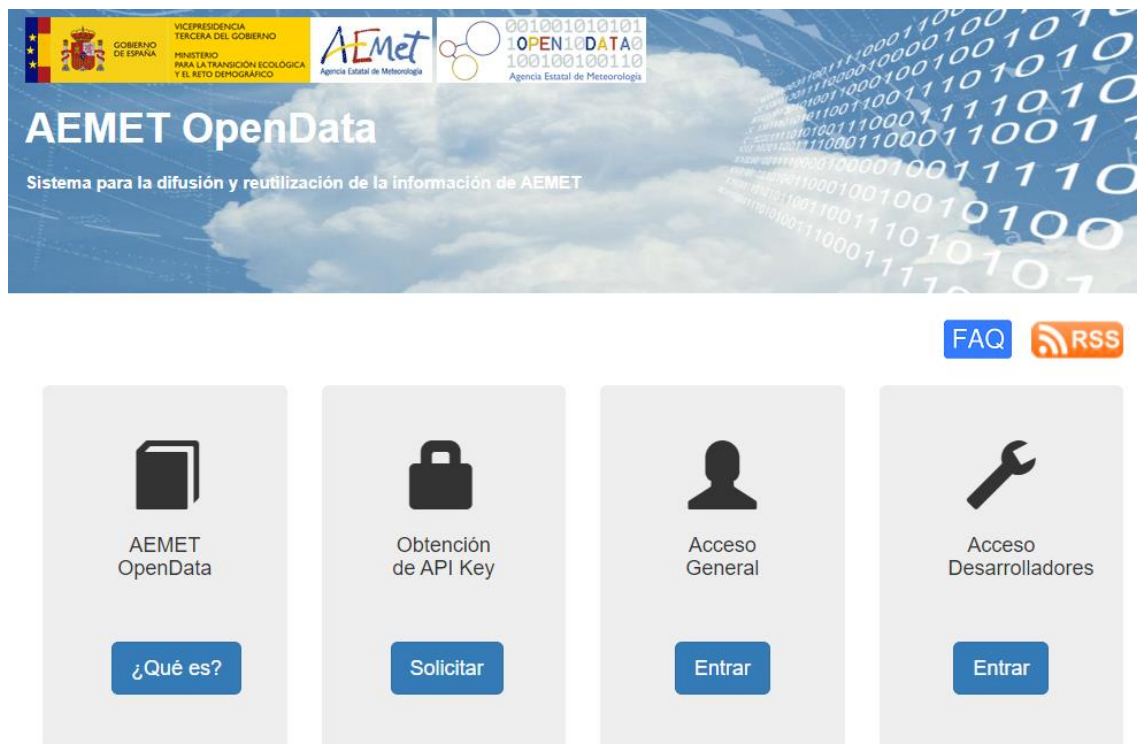 GOBIERNO
DE ESPAÑA
VICEPRESIDENCIA
TERCERA DEL GOBIERNO
MINISTERIO
PARA LA TRANSICIÓN ECOLÓGICA
Y EL RETO DEMOGRÁFICO
AEMet
Agencia Estatal de Meteorología
001001010101
1OPEN10DATA0
100100100110
Agencia Estatal de Meteorología
AEMET OpenData
Sistema para la difusión y reutilización de la información de AEMET
FAQ
RSS
AEMET
OpenData
¿Qué es?
Obtención
de API Key
Solicitar
Acceso
General
Entrar
Acceso
Desarrolladores
Entrar